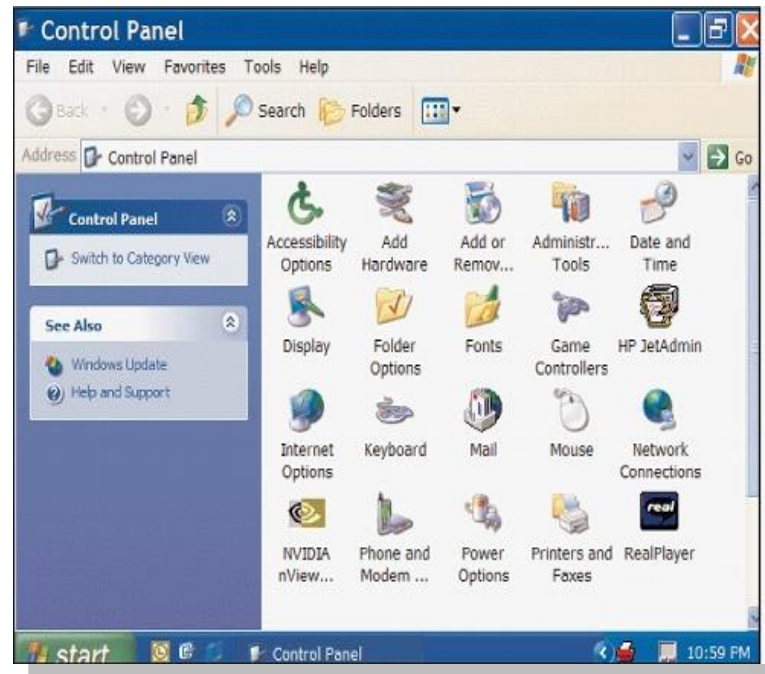 Control Panel
File Edit View Favorites Tools Help
Back Search Folders
Address Control Panel Go
Control Panel
Switch to Category View
See Also
Windows Update
Help and Support
Accessibility Options
Add Hardware
Add or Remov...
Administr... Tools
Date and Time
Display
Folder Options
Fonts
Game Controllers
HP JetAdmin
Internet Options
Keyboard
Mail
Mouse
Network Connections
NVIDIA nView...
Phone and Modem ...
Power Options
Printers and Faxes
RealPlayer
real
start Control Panel 10:59 PM